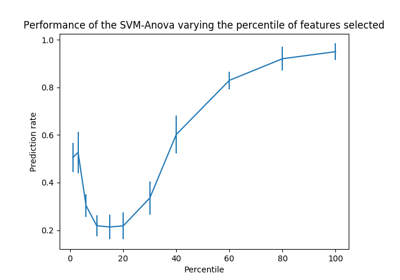 Performance of the SVM-Anova varying the percentile of features selected
1.0
0.8
0.6
0.4
0.2
Prediction rate
0 20 40 60 80 100
Percentile